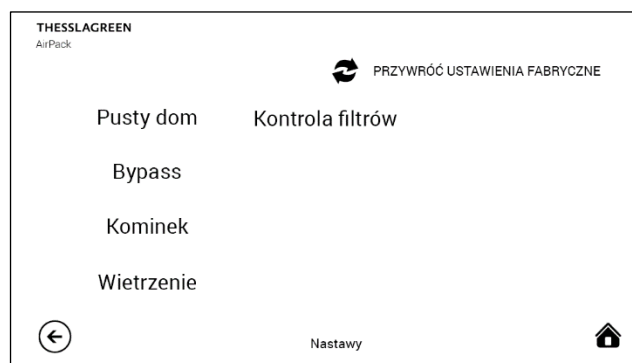 THESSLAGREEN
AirPack
PRZYWRÓĆ USTAWIENIA FABRYCZNE
Pusty dom
Kontrola filtrów
Bypass
Kominek
Wietrzenie
Nastawy